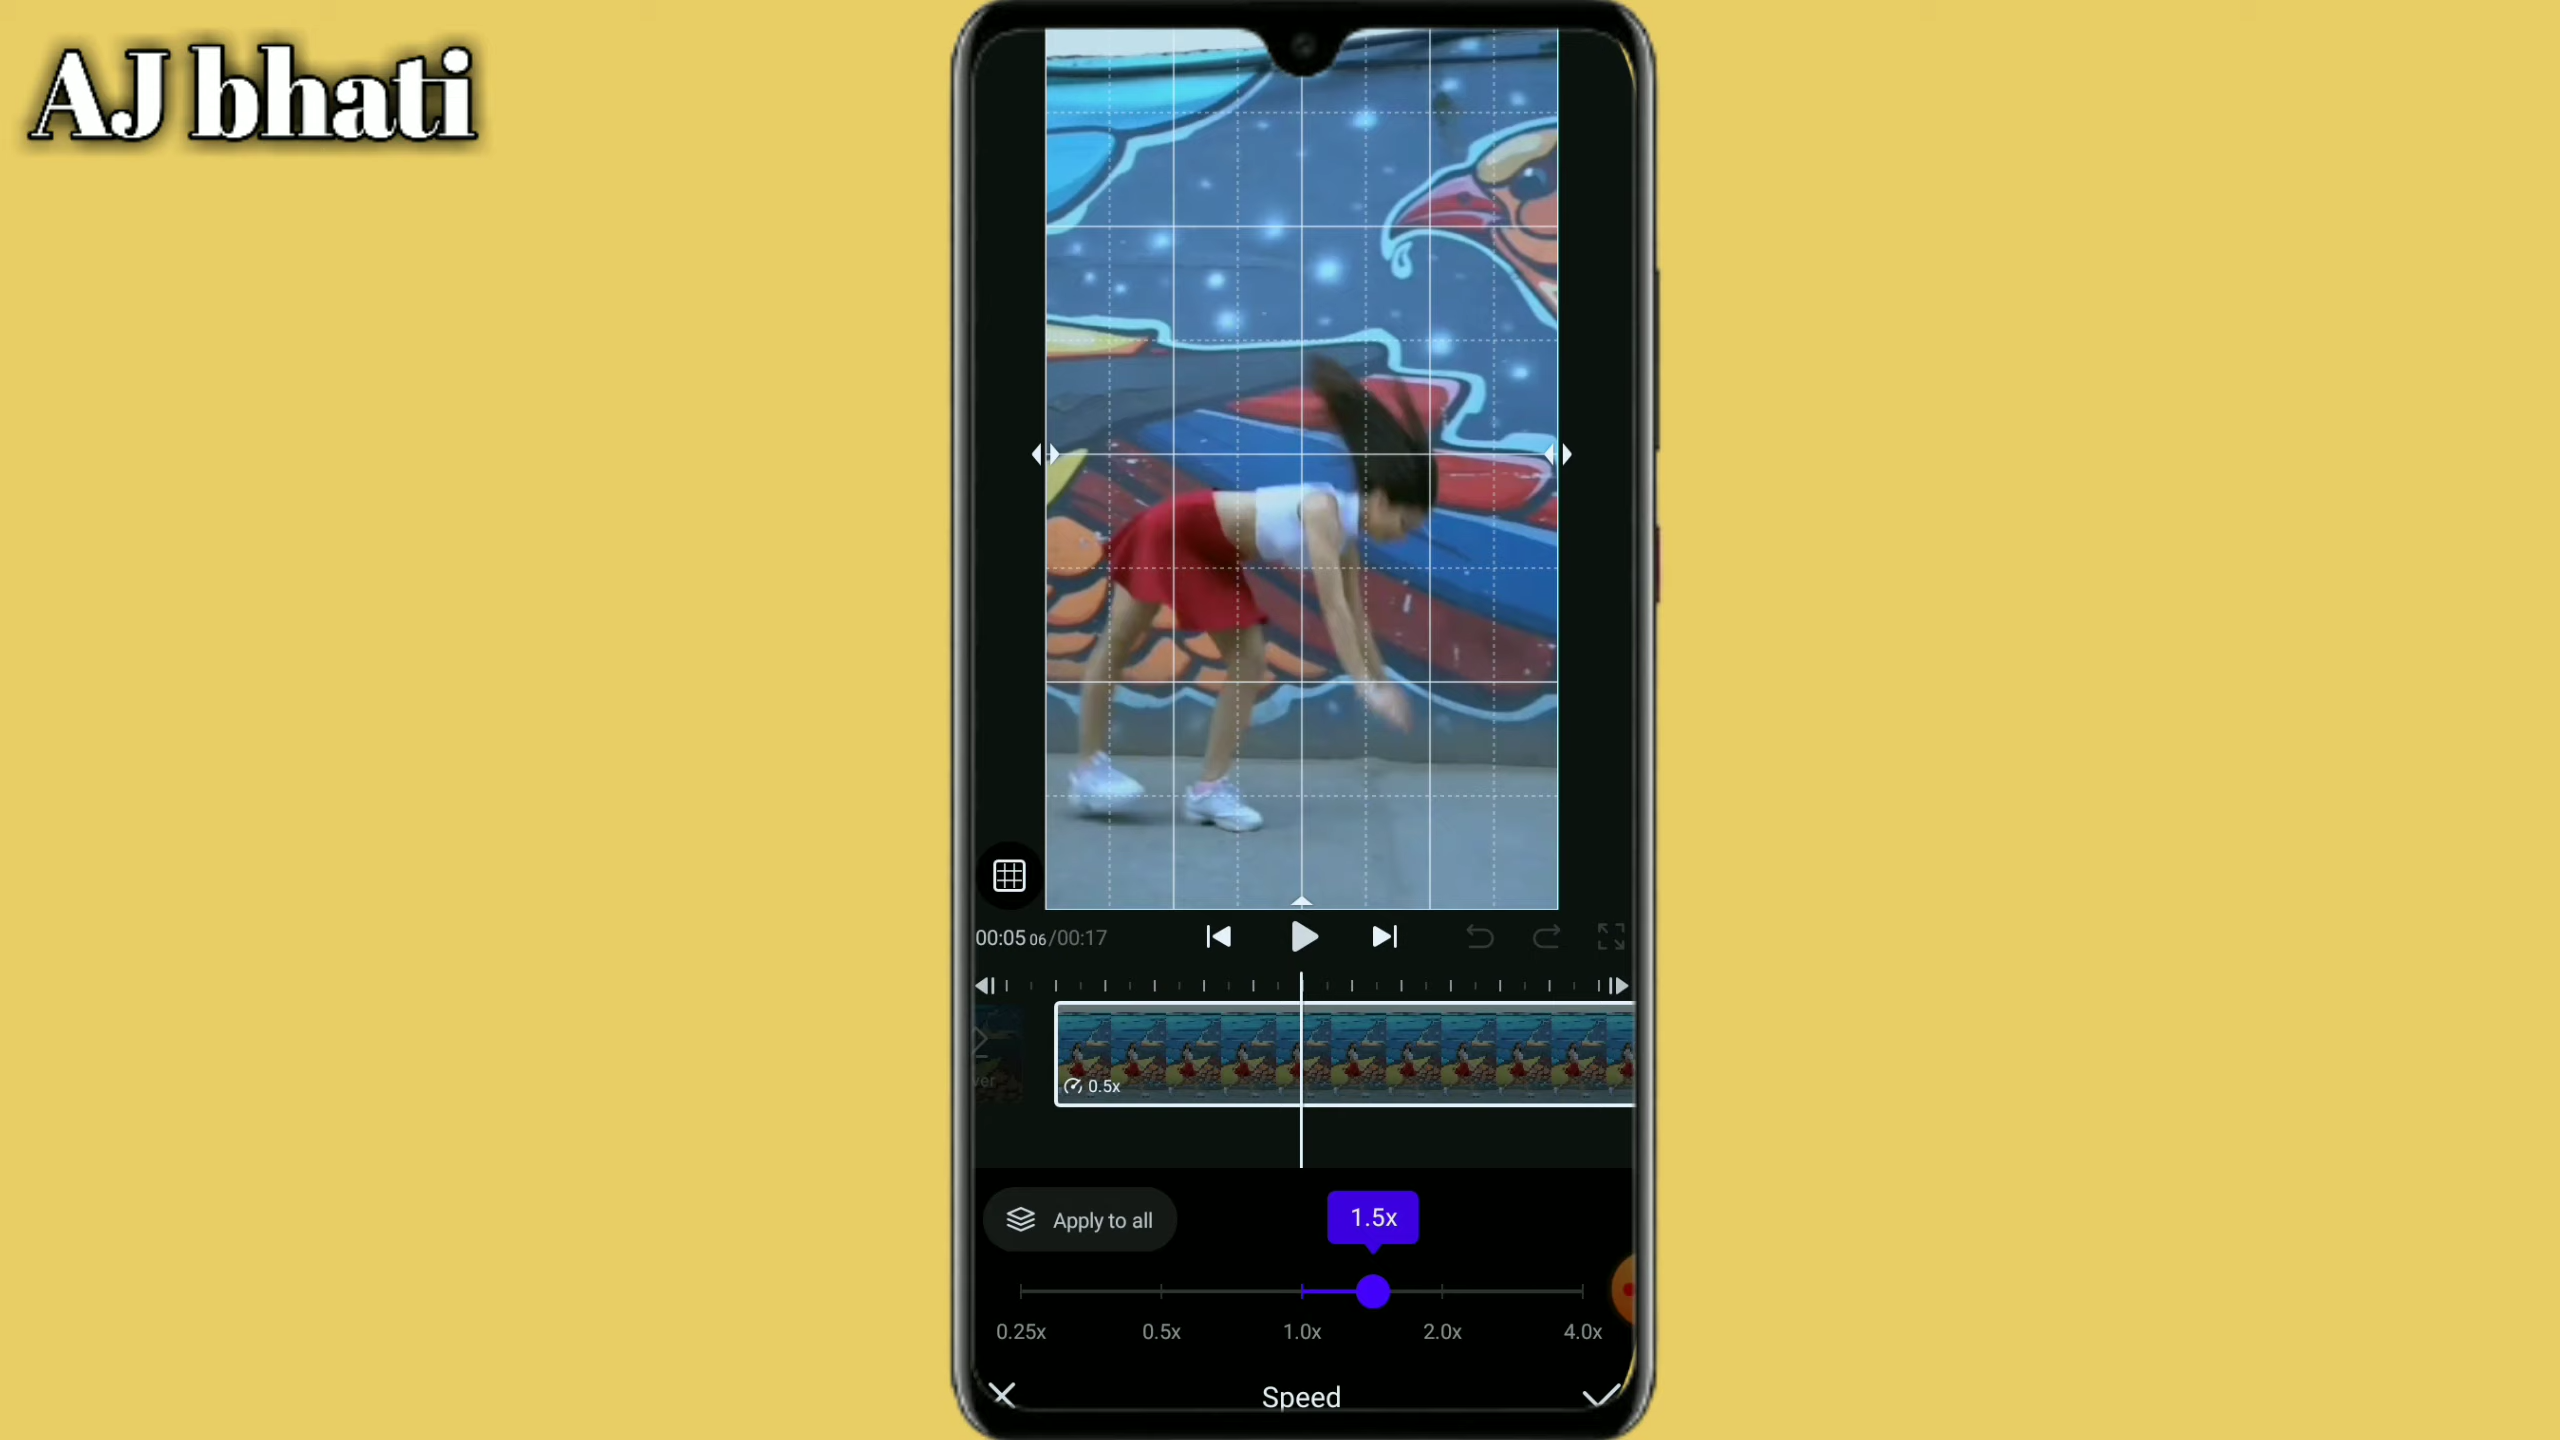 AJ bhati
00:05 06/00:17
ver
0.5x
Apply to all
1.5x
0.25x 0.5x 1.0x 2.0x 4.0x
Speed